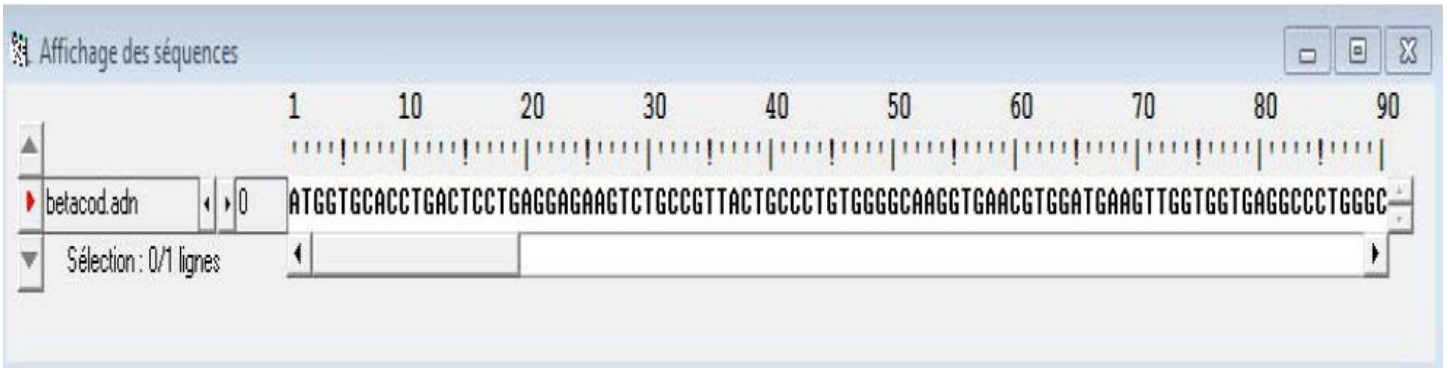 Affichage des séquences
1 10 20 30 40 50 60 70 80 90
betacod.adn 0 ATGGTGCACCTGACTCCTGAGGAGAAGTCTGCCGTTACTGCCCTGTGGGGCAAGGTGAACGTGGATGAAGTTGGTGGTGAGGCCCTGGGC
Sélection : 0/1 lignes